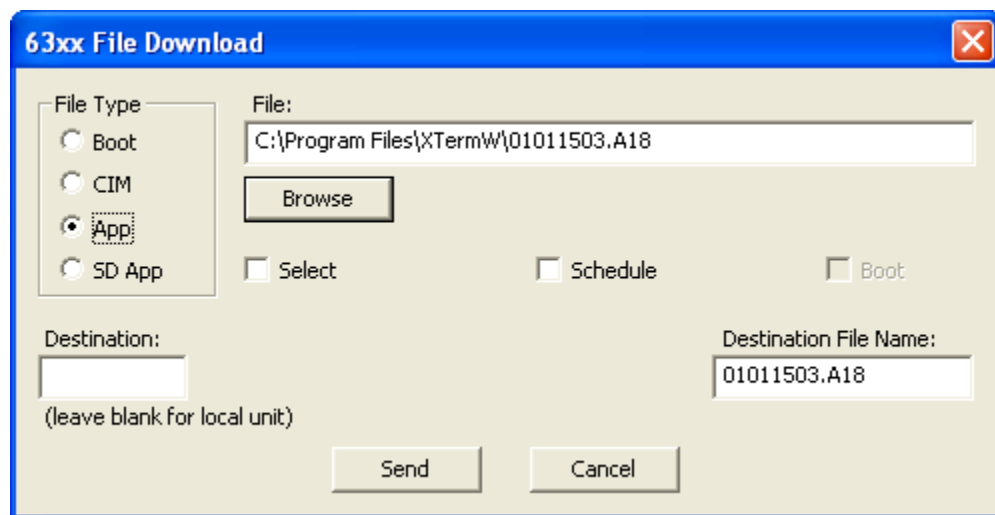 63xx File Download
File Type
Boot
CIM
App
SD App
File:
C:\Program Files\XTermW\01011503.A18
Browse
Select
Schedule
Boot
Destination:
(leave blank for local unit)
Destination File Name:
01011503.A18
Send
Cancel